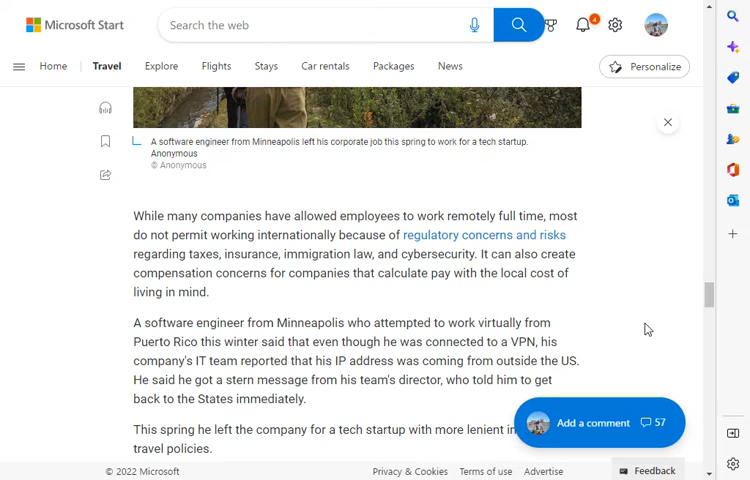 Microsoft Start
Search the web
4
Home
Travel
Explore
Flights
Stays
Car rentals
Packages
News
Personalize
A software engineer from Minneapolis left his corporate job this spring to work for a tech startup.
Anonymous
© Anonymous
While many companies have allowed employees to work remotely full time, most
do not permit working internationally because of regulatory concerns and risks
regarding taxes, insurance, immigration law, and cybersecurity. It can also create
compensation concerns for companies that calculate pay with the local cost of
living in mind.
A software engineer from Minneapolis who attempted to work virtually from
Puerto Rico this winter said that even though he was connected to a VPN, his
company's IT team reported that his IP address was coming from outside the US.
He said he got a stern message from his team's director, who told him to get
back to the States immediately.
This spring he left the company for a tech startup with more lenient in
travel policies.
Add a comment
57
© 2022 Microsoft
Privacy & Cookies
Terms of use
Advertise
Feedback